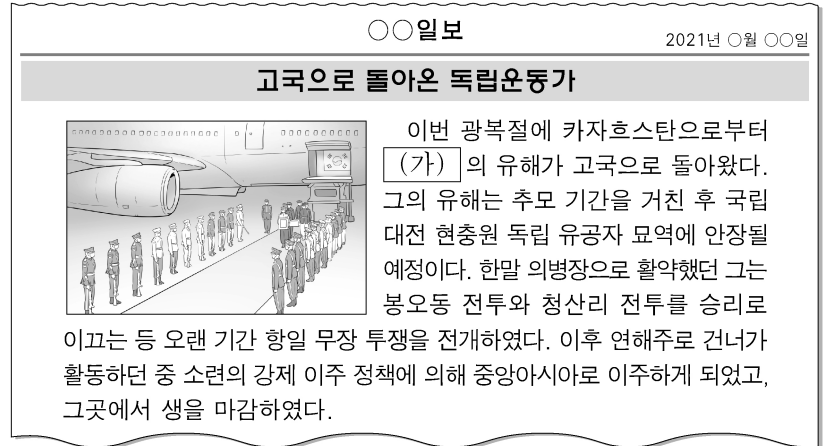 ○○일보
2021년 ○월 ○○일
고국으로 돌아온 독립운동가
이번 광복절에 카자흐스탄으로부터
(가) 의 유해가 고국으로 돌아왔다.
그의 유해는 추모 기간을 거친 후 국립
대전 현충원 독립 유공자 묘역에 안장될
예정이다. 한말 의병장으로 활약했던 그는
봉오동 전투와 청산리 전투를 승리로
이끄는 등 오랜 기간 항일 무장 투쟁을 전개하였다. 이후 연해주로 건너가
활동하던 중 소련의 강제 이주 정책에 의해 중앙아시아로 이주하게 되었고,
그곳에서 생을 마감하였다.